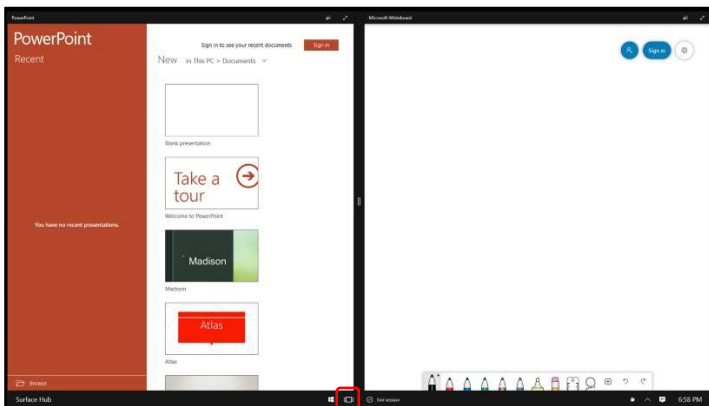 PowerPoint
Microsoft Whiteboard
PowerPoint
Recent
You have no recent presentations.
Browse
Sign in to see your recent documents
Sign in
New in This PC > Documents
Blank presentation
Take a
tour
Welcome to PowerPoint
Madison
Madison
Atlas
Atlas
Sign in
Surface Hub
End session
6:58 PM